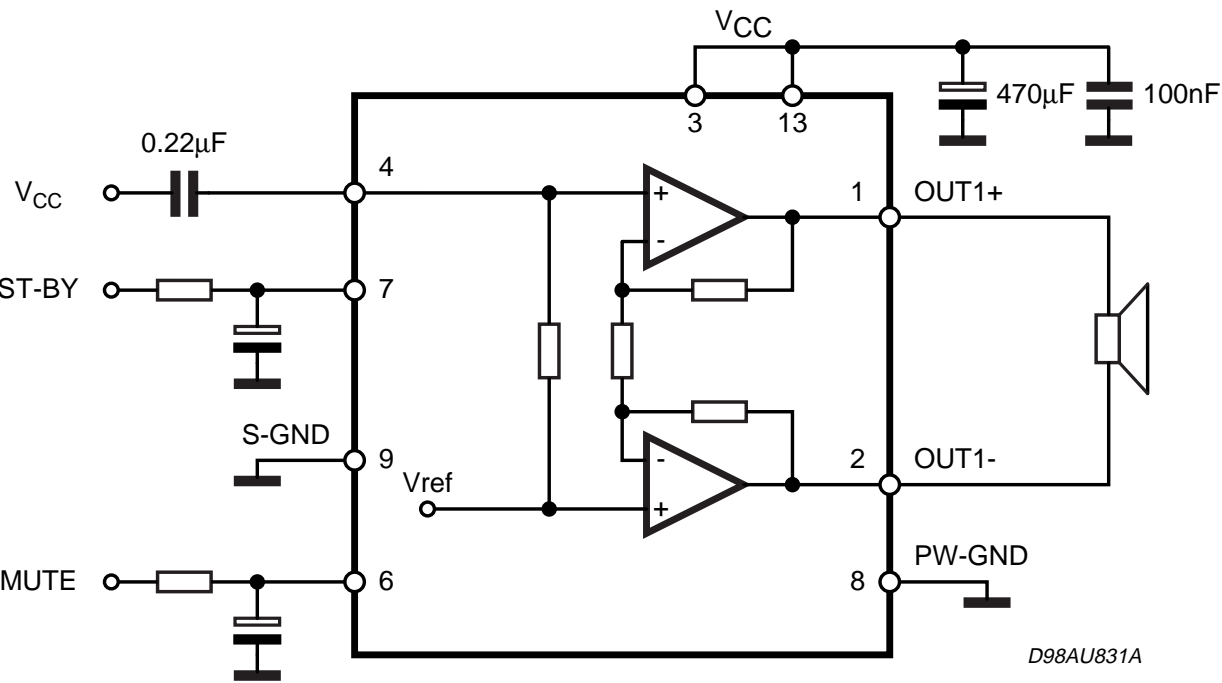 VCC
470μF
100nF
3
13
0.22μF
4
VCC
+
1
OUT1+
-
ST-BY
7
S-GND
9
Vref
-
+
2
OUT1-
PW-GND
MUTE
6
8
D98AU831A